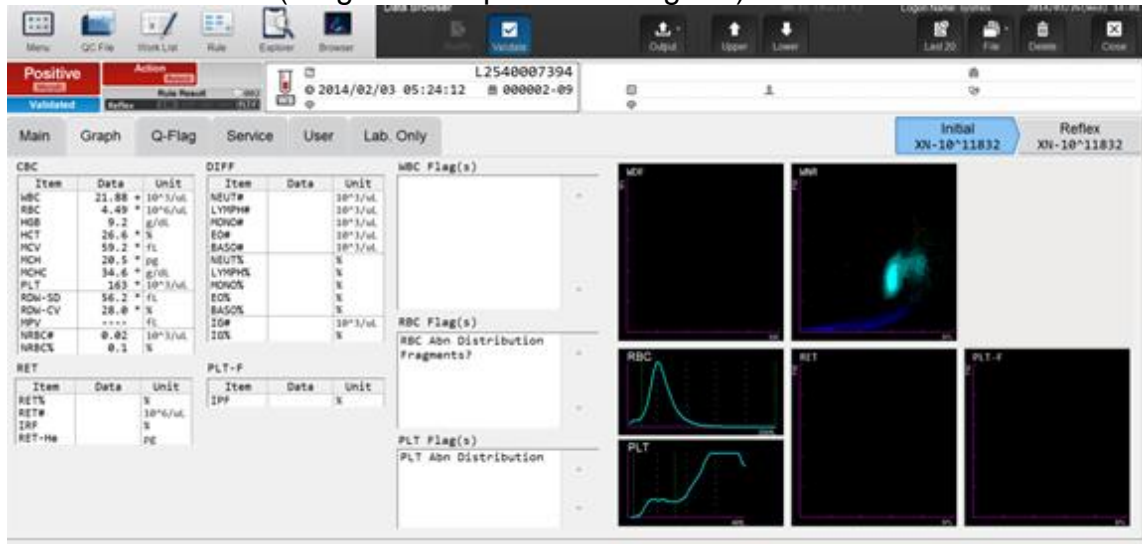 Data Browser
Menu
QC File
Work List
Rule
Explorer
Browser
Validate
Output
Upper
Lower
Last 20
File
Delete
Close
Positive
Action
Rule Result
Validated
Reflex
PLT-F
L2540007394
2014/02/03 05:24:12
000002-09
Main Graph Q-Flag Service User Lab. Only
Initial
XN-10^11832
Reflex
XN-10^11832
CBC
Item Data Unit
WBC 21.88 + 10^3/uL
RBC 4.49 * 10^6/uL
HGB 9.2 g/dL
HCT 26.6 * %
MCV 59.2 * fL
MCH 20.5 * pg
MCHC 34.6 * g/dL
PLT 163 * 10^3/uL
RDW-SD 56.2 * fL
RDW-CV 28.0 * %
MPV ---- fL
NRBC# 0.02 10^3/uL
NRBC% 0.1 %
DIFF
Item Data Unit
NEUT# 10^3/uL
LYMPH# 10^3/uL
MONO# 10^3/uL
EO# 10^3/uL
BASO# 10^3/uL
NEUT% %
LYMPH% %
MONO% %
EO% %
BASO% %
IG# 10^3/uL
IG% %
RET
Item Data Unit
RET% %
RET# 10^6/uL
IRF %
RET-He pg
PLT-F
Item Data Unit
IPF %
WBC Flag(s)
RBC Flag(s)
RBC Abn Distribution
Fragments?
PLT Flag(s)
PLT Abn Distribution
WDF
WNR
RBC
RET
PLT-F
PLT